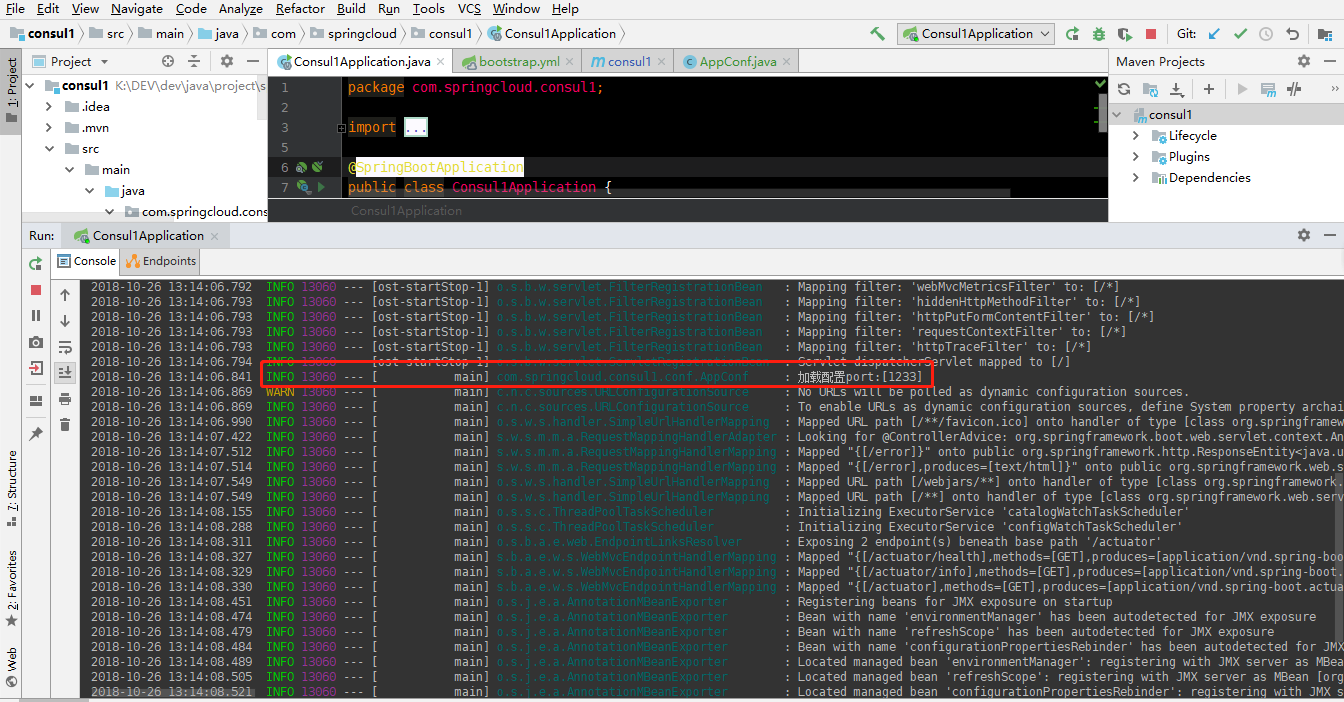 File Edit View Navigate Code Analyze Refactor Build Run Tools VCS Window Help
consul1 src main java com springcloud consul1 Consul1Application Consul1Application Git:
Project Consul1Application.java bootstrap.yml consul1 AppConf.java Maven Projects
1: Project
consul1 K:\DEV\dev\java\project\s
.idea
.mvn
src
main
java
com.springcloud.cons
1 package com.springcloud.consul1;
2
3 import ...
5
6 @SpringBootApplication
7 public class Consul1Application {
Consul1Application
consul1
Lifecycle
Plugins
Dependencies
Run: Consul1Application
Console Endpoints
2018-10-26 13:14:06.792 INFO 13060 --- [ost-startStop-1] o.s.b.w.servlet.FilterRegistrationBean : Mapping filter: 'webMvcMetricsFilter' to: [/*]
2018-10-26 13:14:06.793 INFO 13060 --- [ost-startStop-1] o.s.b.w.servlet.FilterRegistrationBean : Mapping filter: 'hiddenHttpMethodFilter' to: [/*]
2018-10-26 13:14:06.793 INFO 13060 --- [ost-startStop-1] o.s.b.w.servlet.FilterRegistrationBean : Mapping filter: 'httpPutFormContentFilter' to: [/*]
2018-10-26 13:14:06.793 INFO 13060 --- [ost-startStop-1] o.s.b.w.servlet.FilterRegistrationBean : Mapping filter: 'requestContextFilter' to: [/*]
2018-10-26 13:14:06.793 INFO 13060 --- [ost-startStop-1] o.s.b.w.servlet.FilterRegistrationBean : Mapping filter: 'httpTraceFilter' to: [/*]
2018-10-26 13:14:06.794 INFO 13060 --- [ost-startStop-1] o.s.b.w.servlet.ServletRegistrationBean : Servlet dispatcherServlet mapped to [/]
2018-10-26 13:14:06.841 INFO 13060 --- [ main] com.springcloud.consul1.conf.AppConf : 加载配置port:[1233]
2018-10-26 13:14:06.869 WARN 13060 --- [ main] c.n.c.sources.URLConfigurationSource : No URLs will be polled as dynamic configuration sources.
2018-10-26 13:14:06.869 INFO 13060 --- [ main] c.n.c.sources.URLConfigurationSource : To enable URLs as dynamic configuration sources, define System property archai
2018-10-26 13:14:06.990 INFO 13060 --- [ main] o.s.w.s.handler.SimpleUrlHandlerMapping : Mapped URL path [/**/favicon.ico] onto handler of type [class org.springframew
2018-10-26 13:14:07.422 INFO 13060 --- [ main] s.w.s.m.m.a.RequestMappingHandlerAdapter : Looking for @ControllerAdvice: org.springframework.boot.web.servlet.context.An
2018-10-26 13:14:07.512 INFO 13060 --- [ main] s.w.s.m.m.a.RequestMappingHandlerMapping : Mapped "{[/error]}" onto public org.springframework.http.ResponseEntity<java.u
2018-10-26 13:14:07.514 INFO 13060 --- [ main] s.w.s.m.m.a.RequestMappingHandlerMapping : Mapped "{[/error],produces=[text/html]}" onto public org.springframework.web.s
2018-10-26 13:14:07.549 INFO 13060 --- [ main] o.s.w.s.handler.SimpleUrlHandlerMapping : Mapped URL path [/webjars/**] onto handler of type [class org.springframework.
2018-10-26 13:14:07.549 INFO 13060 --- [ main] o.s.w.s.handler.SimpleUrlHandlerMapping : Mapped URL path [/**] onto handler of type [class org.springframework.web.serv
2018-10-26 13:14:08.155 INFO 13060 --- [ main] o.s.s.c.ThreadPoolTaskScheduler : Initializing ExecutorService 'catalogWatchTaskScheduler'
2018-10-26 13:14:08.288 INFO 13060 --- [ main] o.s.s.c.ThreadPoolTaskScheduler : Initializing ExecutorService 'configWatchTaskScheduler'
2018-10-26 13:14:08.311 INFO 13060 --- [ main] o.s.b.a.e.web.EndpointLinksResolver : Exposing 2 endpoint(s) beneath base path '/actuator'
2018-10-26 13:14:08.327 INFO 13060 --- [ main] s.b.a.e.w.s.WebMvcEndpointHandlerMapping : Mapped "{[/actuator/health],methods=[GET],produces=[application/vnd.spring-boo
2018-10-26 13:14:08.329 INFO 13060 --- [ main] s.b.a.e.w.s.WebMvcEndpointHandlerMapping : Mapped "{[/actuator/info],methods=[GET],produces=[application/vnd.spring-boot.
2018-10-26 13:14:08.330 INFO 13060 --- [ main] s.b.a.e.w.s.WebMvcEndpointHandlerMapping : Mapped "{[/actuator],methods=[GET],produces=[application/vnd.spring-boot.actua
2018-10-26 13:14:08.451 INFO 13060 --- [ main] o.s.j.e.a.AnnotationMBeanExporter : Registering beans for JMX exposure on startup
2018-10-26 13:14:08.474 INFO 13060 --- [ main] o.s.j.e.a.AnnotationMBeanExporter : Bean with name 'environmentManager' has been autodetected for JMX exposure
2018-10-26 13:14:08.479 INFO 13060 --- [ main] o.s.j.e.a.AnnotationMBeanExporter : Bean with name 'refreshScope' has been autodetected for JMX exposure
2018-10-26 13:14:08.484 INFO 13060 --- [ main] o.s.j.e.a.AnnotationMBeanExporter : Bean with name 'configurationPropertiesRebinder' has been autodetected for JMX
2018-10-26 13:14:08.489 INFO 13060 --- [ main] o.s.j.e.a.AnnotationMBeanExporter : Located managed bean 'environmentManager': registering with JMX server as MBea
2018-10-26 13:14:08.505 INFO 13060 --- [ main] o.s.j.e.a.AnnotationMBeanExporter : Located managed bean 'refreshScope': registering with JMX server as MBean [org
2018-10-26 13:14:08.521 INFO 13060 --- [ main] o.s.j.e.a.AnnotationMBeanExporter : Located managed bean 'configurationPropertiesRebinder': registering with JMX s
7: Structure
2: Favorites
Web